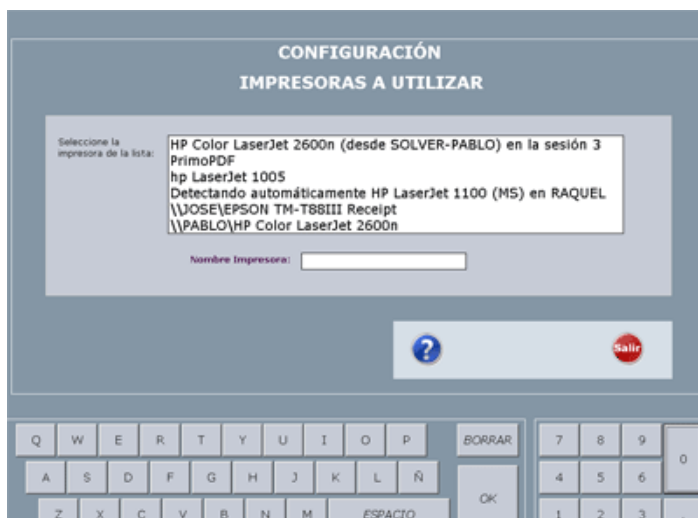 CONFIGURACIÓN
IMPRESORAS A UTILIZAR
Seleccione la
impresora de la lista:
HP Color LaserJet 2600n (desde SOLVER-PABLO) en la sesión 3
PrimoPDF
hp LaserJet 1005
Detectando automáticamente HP LaserJet 1100 (MS) en RAQUEL
\\JOSE\EPSON TM-T88III Receipt
\\PABLO\HP Color LaserJet 2600n
Nombre Impresora:
? Salir
Q W E R T Y U I O P BORRAR 7 8 9
0
A S D F G H J K L Ñ 4 5 6
OK
Z X C V B N M ESPACIO 1 2 3